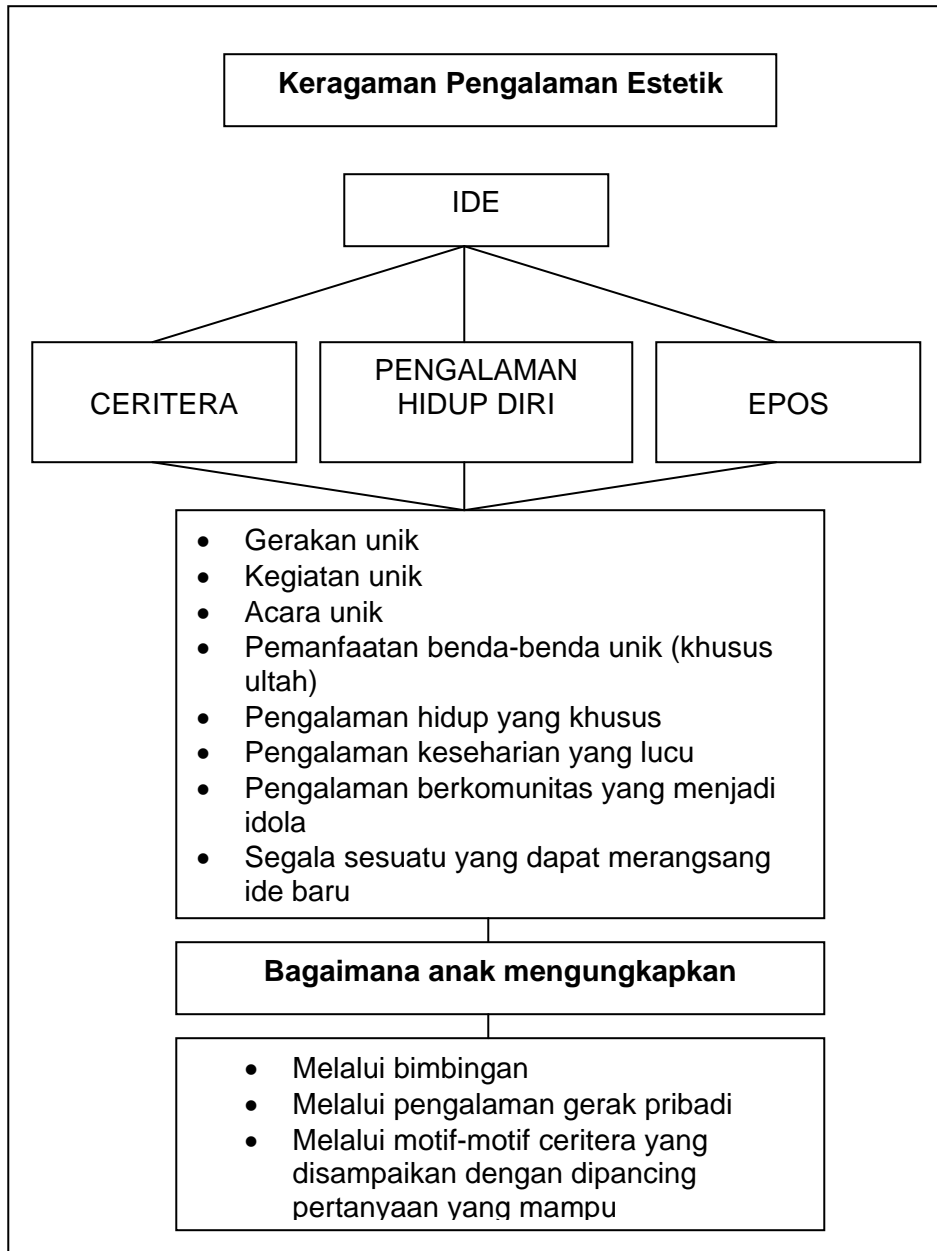 Keragaman Pengalaman Estetik
IDE
CERITERA
PENGALAMAN
HIDUP DIRI
EPOS
• Gerakan unik
• Kegiatan unik
• Acara unik
• Pemanfaatan benda-benda unik (khusus
ultah)
• Pengalaman hidup yang khusus
• Pengalaman keseharian yang lucu
• Pengalaman berkomunitas yang menjadi
idola
• Segala sesuatu yang dapat merangsang
ide baru
Bagaimana anak mengungkapkan
• Melalui bimbingan
• Melalui pengalaman gerak pribadi
• Melalui motif-motif ceritera yang
disampaikan dengan dipancing
pertanyaan yang mampu